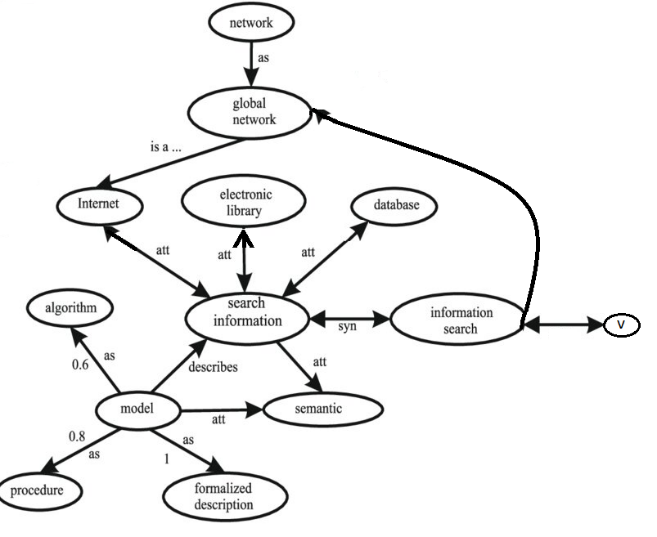 network
as
global
network
is a ...
Internet
electronic
library
database
att
att
att
algorithm
search
information
syn
information
search
v
0.6
as
describes
att
model
att
semantic
0.8
as
as
1
procedure
formalized
description